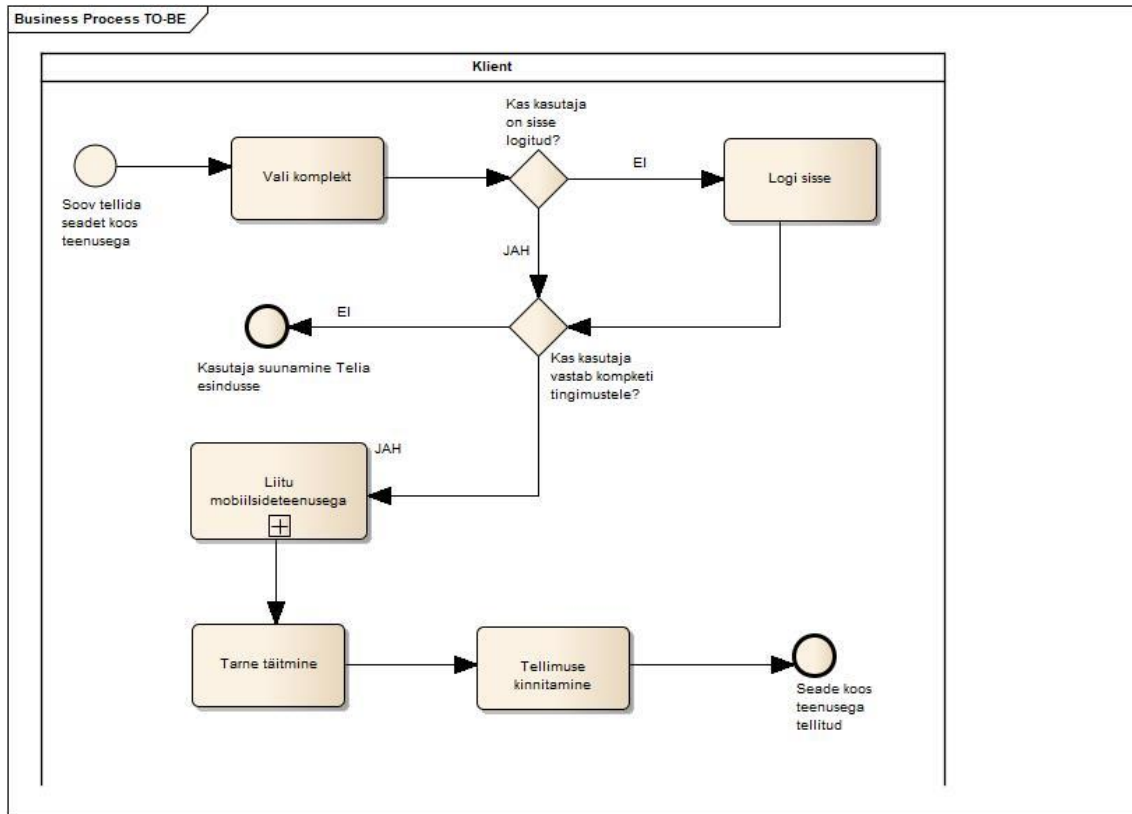 Business Process TO-BE
Klient
Kas kasutaja
on sisse
logitud?
Vali komplekt
EI
Logi sisse
Soov tellida
seadet koos
teenusega
JAH
EI
Kasutaja suunamine Telia
esindusse
Kas kasutaja
vastab kompketi
tingimustele?
JAH
Liitu
mobiilsideteenusega
Tarne täitmine
Tellimuse
kinnitamine
Seade koos
teenusega
tellitud